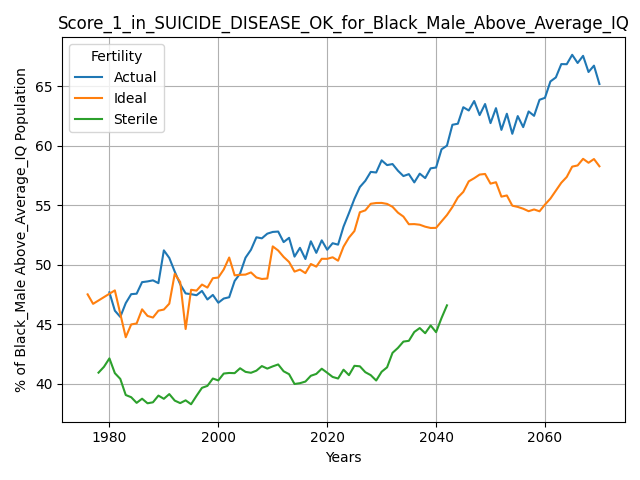 Score_1_in_SUICIDE_DISEASE_OK_for_Black_Male_Above_Average_IQ
Fertility
Actual
Ideal
Sterile
% of Black_Male Above_Average_IQ Population
65
60
55
50
45
40
1980
2000
2020
2040
2060
Years